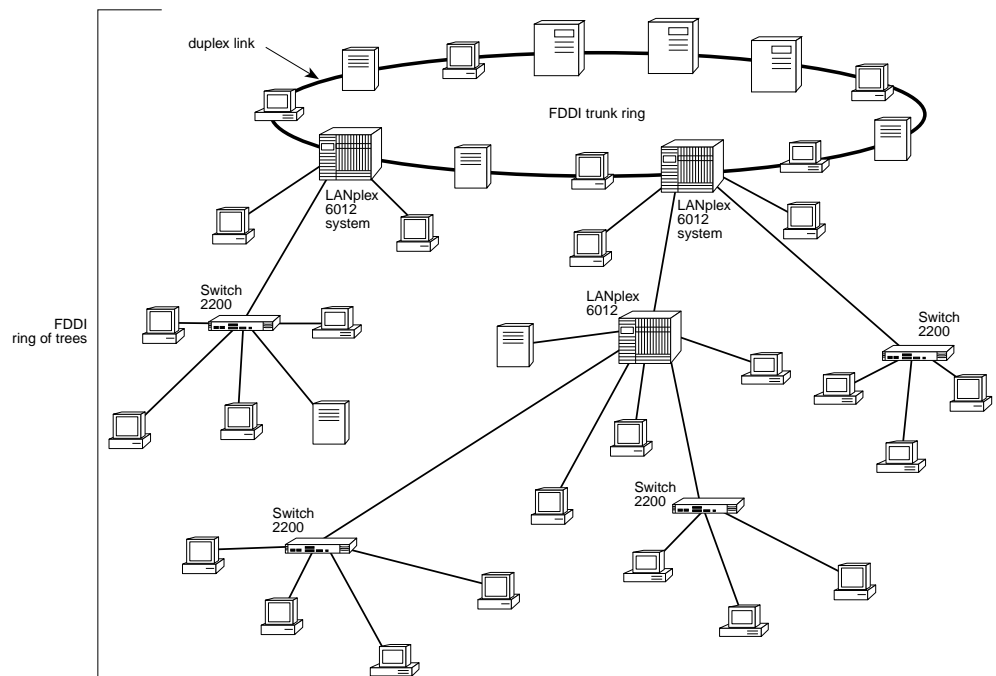 duplex link
FDDI trunk ring
LANplex
6012
system
LANplex
6012
system
Switch
2200
LANplex
6012
FDDI
ring of trees
Switch
2200
Switch
2200
Switch
2200